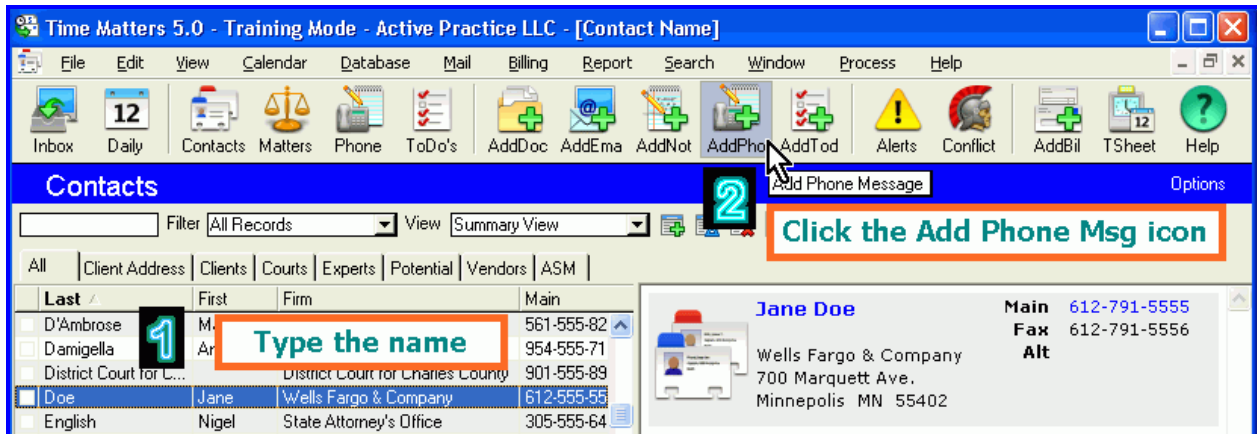 Time Matters 5.0 - Training Mode - Active Practice LLC - [Contact Name]
File Edit View Calendar Database Mail Billing Report Search Window Process Help
12 12
Inbox Daily Contacts Matters Phone ToDo's AddDoc AddEma AddNot AddPho AddTod Alerts Conflict AddBil TSheet Help
Contacts Options
2 Add Phone Message
Filter All Records View Summary View
Click the Add Phone Msg icon
All Client Address Clients Courts Experts Potential Vendors ASM
Last First Firm Main
D'Ambrose 561-555-82
1 Type the name
Damigella 954-555-71
District Court for C... District Court for Charles County 901-555-89
Doe Jane Wells Fargo & Company 612-555-55
English Nigel State Attorney's Office 305-555-64
Jane Doe Main 612-791-5555
Fax 612-791-5556
Wells Fargo & Company Alt
700 Marquett Ave.
Minnepolis MN 55402